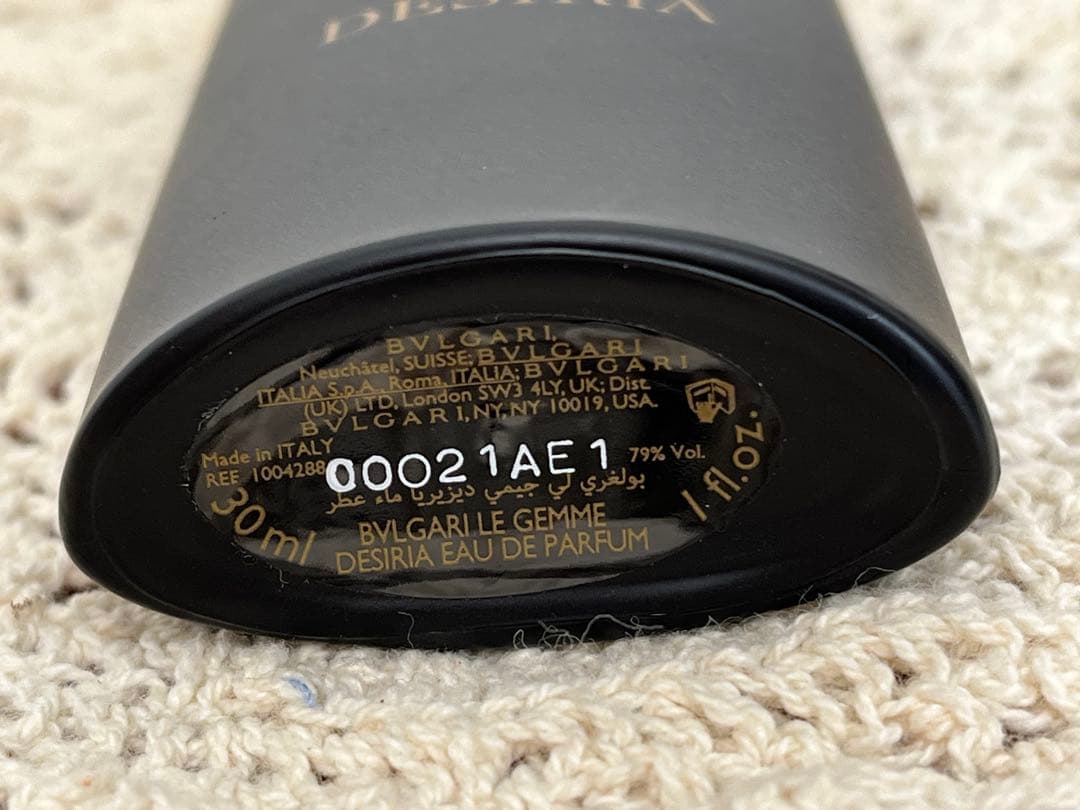 DESIRIA
BVLGARI,
Neuchâtel, SUISSE; BVLGARI
ITALIA S.p.A., Roma, ITALIA; BVLGARI
(UK) LTD, London SW3 4LY, UK; Dist.
BVLGARI, NY, NY 10019, USA.
Made in ITALY
REF 1004288
00021AE1
79% Vol.
بولغري لي جيمي ديزيريا ماء عطر
30 ml
1 fl.oz.
BVLGARI LE GEMME
DESIRIA EAU DE PARFUM